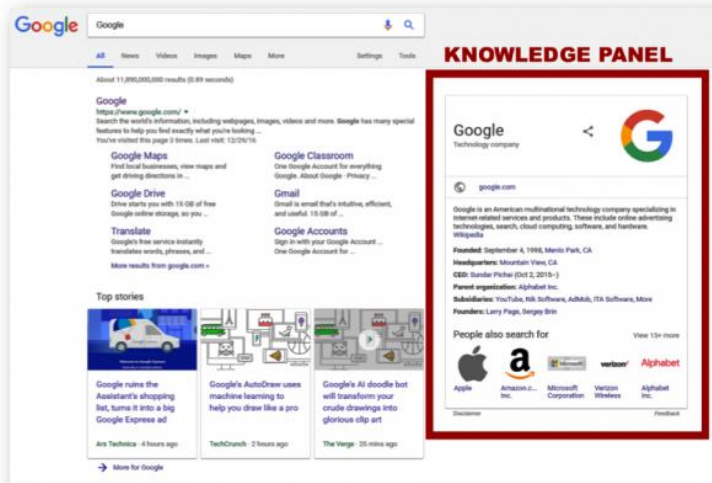 Google
Google
All News Videos Images Maps More Settings Tools
About 11,890,000,000 results (0.89 seconds)
Google
https://www.google.com/
Search the world's information, including webpages, images, videos and more. Google has many special
features to help you find exactly what you're looking ...
You've visited this page 3 times. Last visit: 12/29/16
Google Maps
Find local businesses, view maps and
get driving directions in ...
Google Classroom
One Google Account for everything
Google. About Google · Privacy ...
Google Drive
Drive starts you with 15 GB of free
Google online storage, so you ...
Gmail
Gmail is email that's intuitive, efficient,
and useful. 15 GB of ...
Translate
Google's free service instantly
translates words, phrases, and ...
Google Accounts
Sign in with your Google Account ...
One Google Account for ...
More results from google.com »
Top stories
Google ruins the
Assistant's shopping
list, turns it into a big
Google Express ad
Ars Technica · 4 hours ago
Google's AutoDraw uses
machine learning to
help you draw like a pro
TechCrunch · 2 hours ago
Google's AI doodle bot
will transform your
crude drawings into
glorious clip art
The Verge · 35 mins ago
More for Google
KNOWLEDGE PANEL
Google
Technology company
G
google.com
Google is an American multinational technology company specializing in
Internet-related services and products. These include online advertising
technologies, search, cloud computing, software, and hardware.
Wikipedia
Founded: September 4, 1998, Menlo Park, CA
Headquarters: Mountain View, CA
CEO: Sundar Pichai (Oct 2, 2015–)
Parent organization: Alphabet Inc.
Subsidiaries: YouTube, Nik Software, AdMob, ITA Software, More
Founders: Larry Page, Sergey Brin
People also search for
View 15+ more
a
Microsoft
verizon
Alphabet
Apple
Amazon.c...
Inc.
Microsoft
Corporation
Verizon
Wireless
Alphabet
Inc.
Disclaimer
Feedback